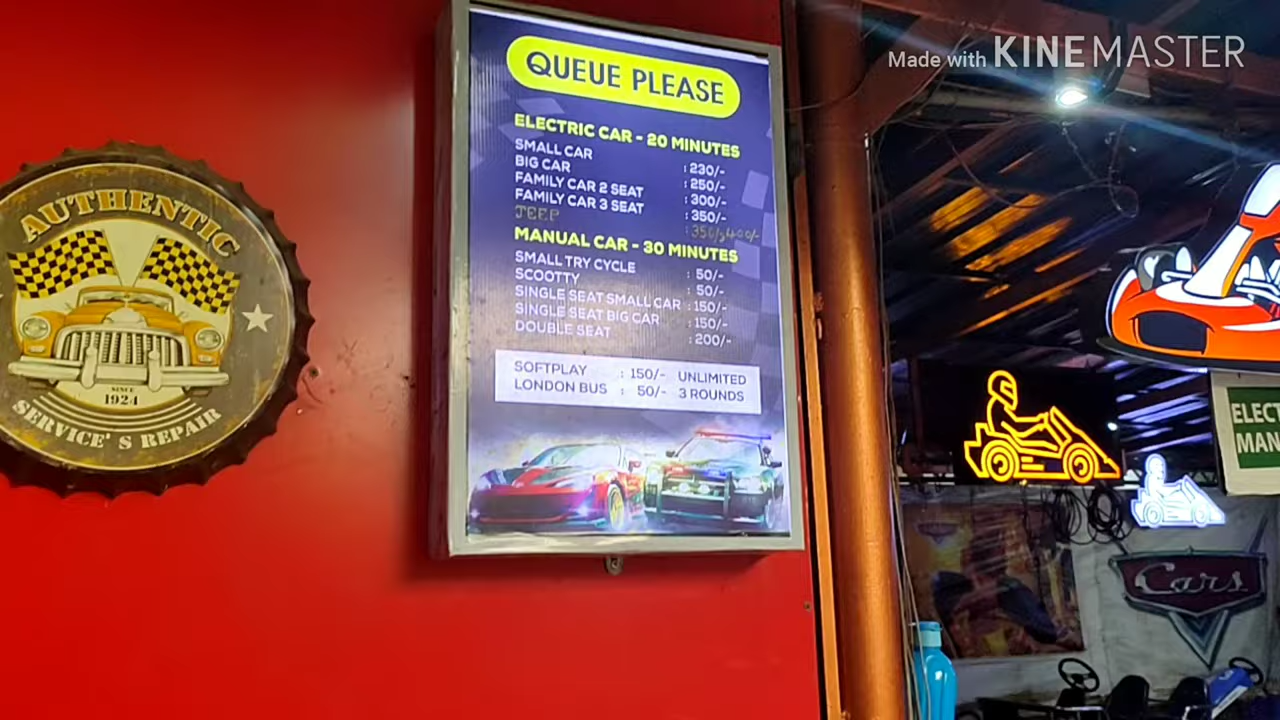 Made with KINEMASTER
QUEUE PLEASE
ELECTRIC CAR - 20 MINUTES
SMALL CAR : 230/-
BIG CAR : 250/-
FAMILY CAR 2 SEAT : 300/-
FAMILY CAR 3 SEAT : 350/-
JEEP : 350/400/-
MANUAL CAR - 30 MINUTES
SMALL TRY CYCLE : 50/-
SCOOTTY : 50/-
SINGLE SEAT SMALL CAR : 150/-
SINGLE SEAT BIG CAR : 150/-
DOUBLE SEAT : 200/-
SOFTPLAY : 150/- UNLIMITED
LONDON BUS : 50/- 3 ROUNDS
AUTHENTIC
SINCE
1924
SERVICE'S REPAIR
ELECT
MAN
Cars